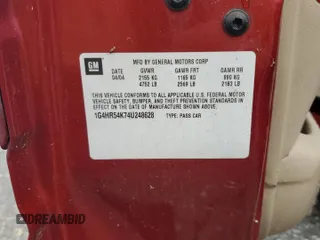 GM
MFD BY GENERAL MOTORS CORP
DATE GVWR GAWR FRT GAWR RR
04/04 2155 KG 1165 KG 990 KG
4752 LB 2569 LB 2183 LB
THIS VEHICLE CONFORMS TO ALL APPLICABLE U.S. FEDERAL MOTOR
VEHICLE SAFETY, BUMPER, AND THEFT PREVENTION STANDARDS
IN EFFECT ON THE DATE OF MANUFACTURE SHOWN ABOVE.
1G4HR54K74U248628 TYPE: PASS CAR
DREAMBID